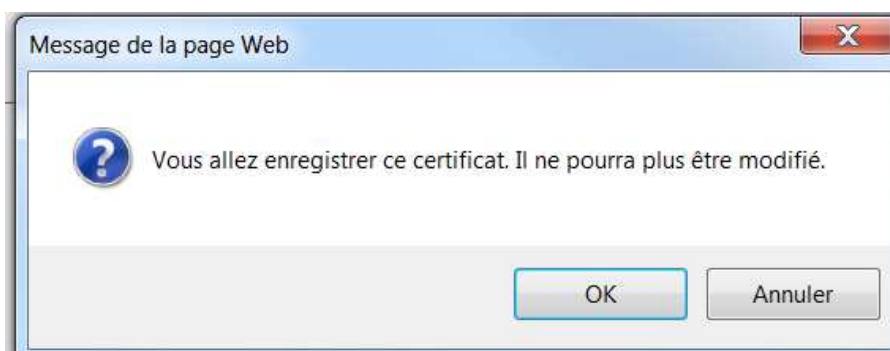 Message de la page Web
Vous allez enregistrer ce certificat. Il ne pourra plus être modifié.
OK
Annuler